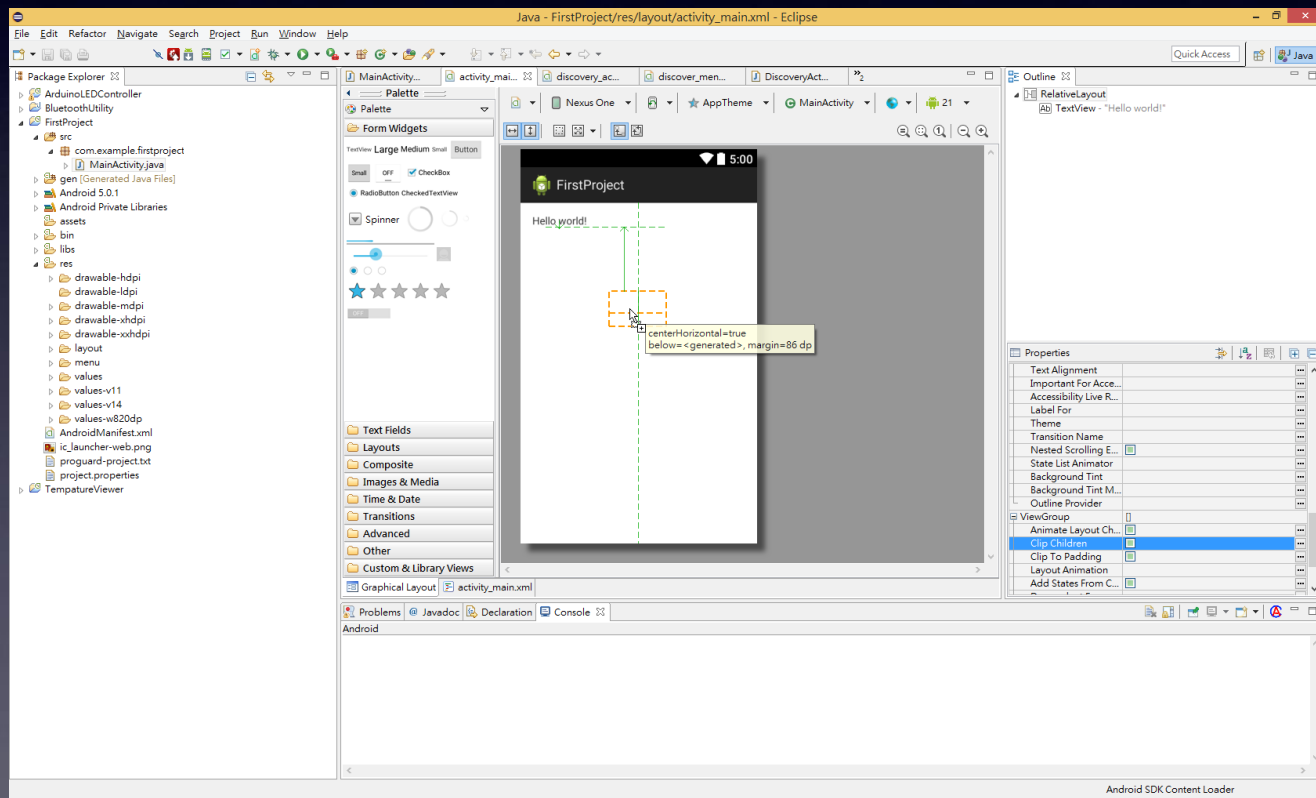 Java - FirstProject/res/layout/activity_main.xml - Eclipse
File Edit Refactor Navigate Search Project Run Window Help
Quick Access
Java
Package Explorer
ArduinoLEDController
BluetoothUtility
FirstProject
src
com.example.firstproject
MainActivity.java
gen [Generated Java Files]
Android 5.0.1
Android Private Libraries
assets
bin
libs
res
drawable-hdpi
drawable-ldpi
drawable-mdpi
drawable-xhdpi
drawable-xxhdpi
layout
menu
values
values-v11
values-v14
values-w820dp
AndroidManifest.xml
ic_launcher-web.png
proguard-project.txt
project.properties
TempatureViewer
MainActivity...
activity_mai...
discovery_ac...
discover_men...
DiscoveryAct...
2
Palette
Palette
Form Widgets
TextView Large Medium Small Button
Small OFF CheckBox
RadioButton CheckedTextView
Spinner
OFF
Text Fields
Layouts
Composite
Images & Media
Time & Date
Transitions
Advanced
Other
Custom & Library Views
Nexus One AppTheme MainActivity 21
5:00
FirstProject
Hello world!
centerHorizontal=true
below=<generated>, margin=86 dp
Graphical Layout activity_main.xml
Outline
RelativeLayout
Ab TextView - "Hello world!"
Properties
Text Alignment
Important For Acce...
Accessibility Live R...
Label For
Theme
Transition Name
Nested Scrolling E...
State List Animator
Background Tint
Background Tint M...
Outline Provider
ViewGroup []
Animate Layout Ch...
Clip Children
Clip To Padding
Layout Animation
Add States From C...
Problems @ Javadoc Declaration Console
Android
Android SDK Content Loader